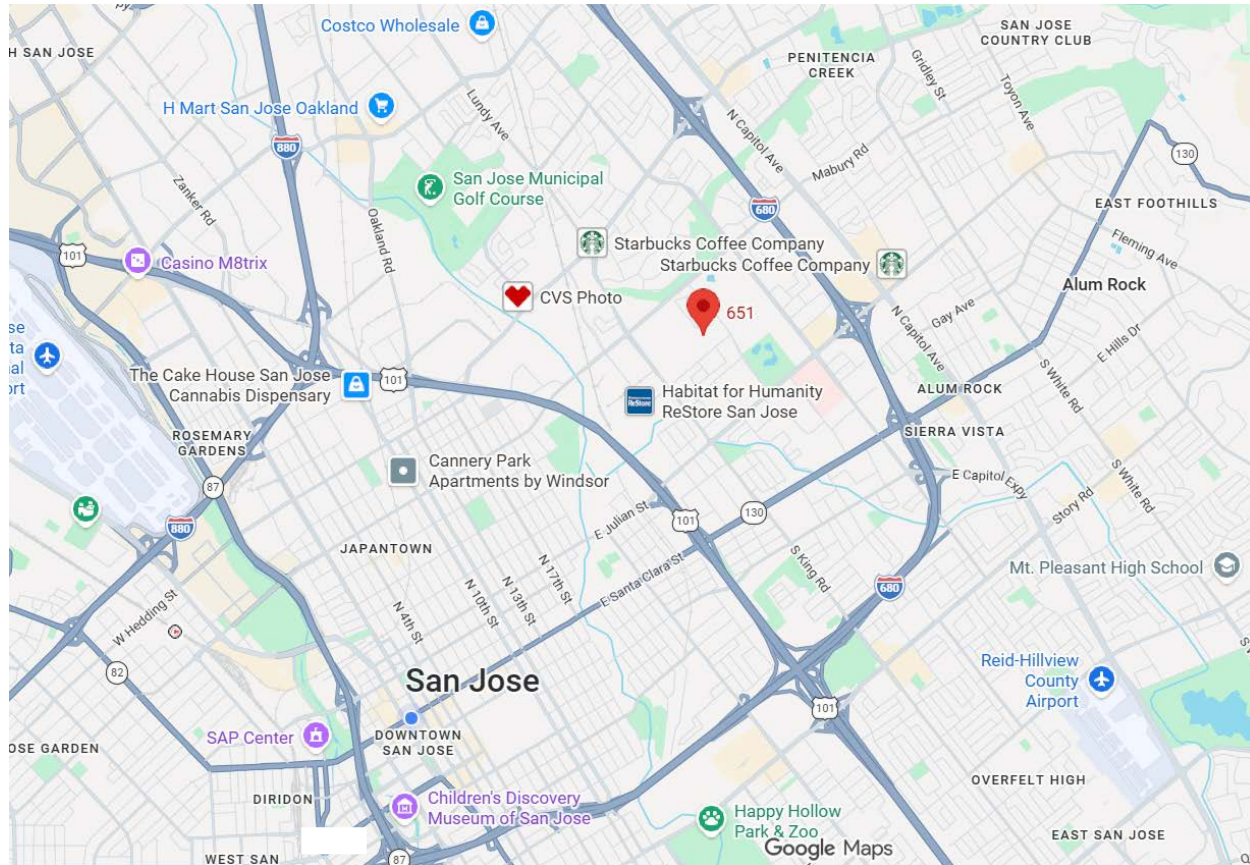 Costco Wholesale
SAN JOSE
COUNTRY CLUB
H SAN JOSE
PENITENCIA
CREEK
Gridley St
Toyon Ave
H Mart San Jose Oakland
Lundy Ave
N Capitol Ave
880
Mabury Rd
130
San Jose Municipal
Golf Course
Zanker Rd
680
EAST FOOTHILLS
Oakland Rd
Starbucks Coffee Company
Fleming Ave
101
Casino M8trix
Starbucks Coffee Company
Alum Rock
CVS Photo
651
Gay Ave
N Capitol Ave
E Hills Dr
se
ta
al
ort
The Cake House San Jose
Cannabis Dispensary
101
S White Rd
Habitat for Humanity
ReStore San Jose
ReStore
ALUM ROCK
ROSEMARY
GARDENS
SIERRA VISTA
Cannery Park
Apartments by Windsor
87
E Capitol Expy
S White Rd
Story Rd
880
E Julian St
101
130
JAPANTOWN
N 17th St
N 13th St
N 10th St
N 4th St
E Santa Clara St
S King Rd
680
Mt. Pleasant High School
W Hedding St
82
San Jose
Reid-Hillview
County
Airport
101
SAP Center
DOWNTOWN
SAN JOSE
OSE GARDEN
OVERFELT HIGH
DIRIDON
Children's Discovery
Museum of San Jose
Happy Hollow
Park & Zoo
EAST SAN JOSE
Google Maps
WEST SAN
87